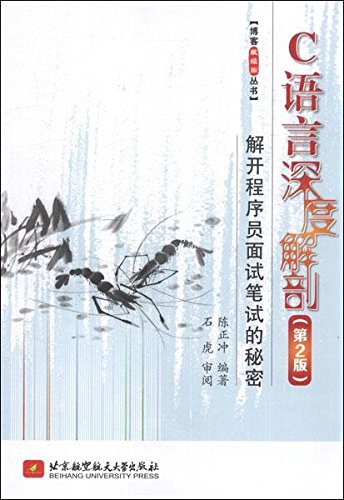 【博客藏经阁丛书】
C语言深度解剖
(第2版)
解开程序员面试笔试的秘密
陈正冲 编著
石虎 审阅
北京航空航天大学出版社
BEIHANG UNIVERSITY PRESS